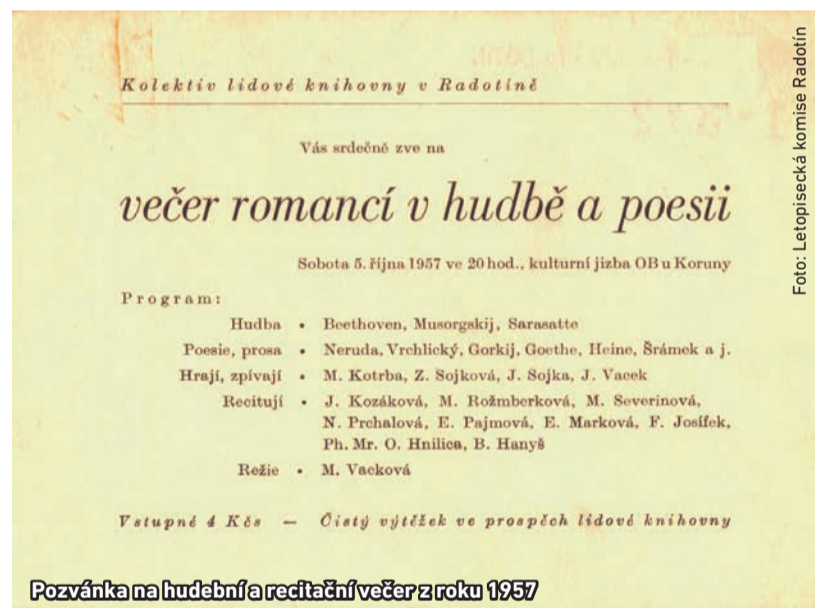 Kolektiv lidové knihovny v Radotíně
Vás srdečně zve na
večer romancí v hudbě a poesii
Sobota 5. října 1957 ve 20 hod., kulturní jizba OB u Koruny
Program:
Hudba • Beethoven, Musorgskij, Sarasatte
Poesie, prosa • Neruda, Vrchlický, Gorkij, Goethe, Heine, Šrámek a j.
Hrají, zpívají • M. Kotrba, Z. Sojková, J. Sojka, J. Vacek
Recitují • J. Kozáková, M. Rožmberková, M. Severinová,
N. Prchalová, E. Pajmová, E. Marková, F. Josífek,
Ph. Mr. O. Hnilica, B. Hanyš
Režie • M. Vacková
Vstupné 4 Kčs — Čistý výtěžek ve prospěch lidové knihovny
Pozvánka na hudební a recitační večer z roku 1957
Foto: Letopisecká komise Radotín